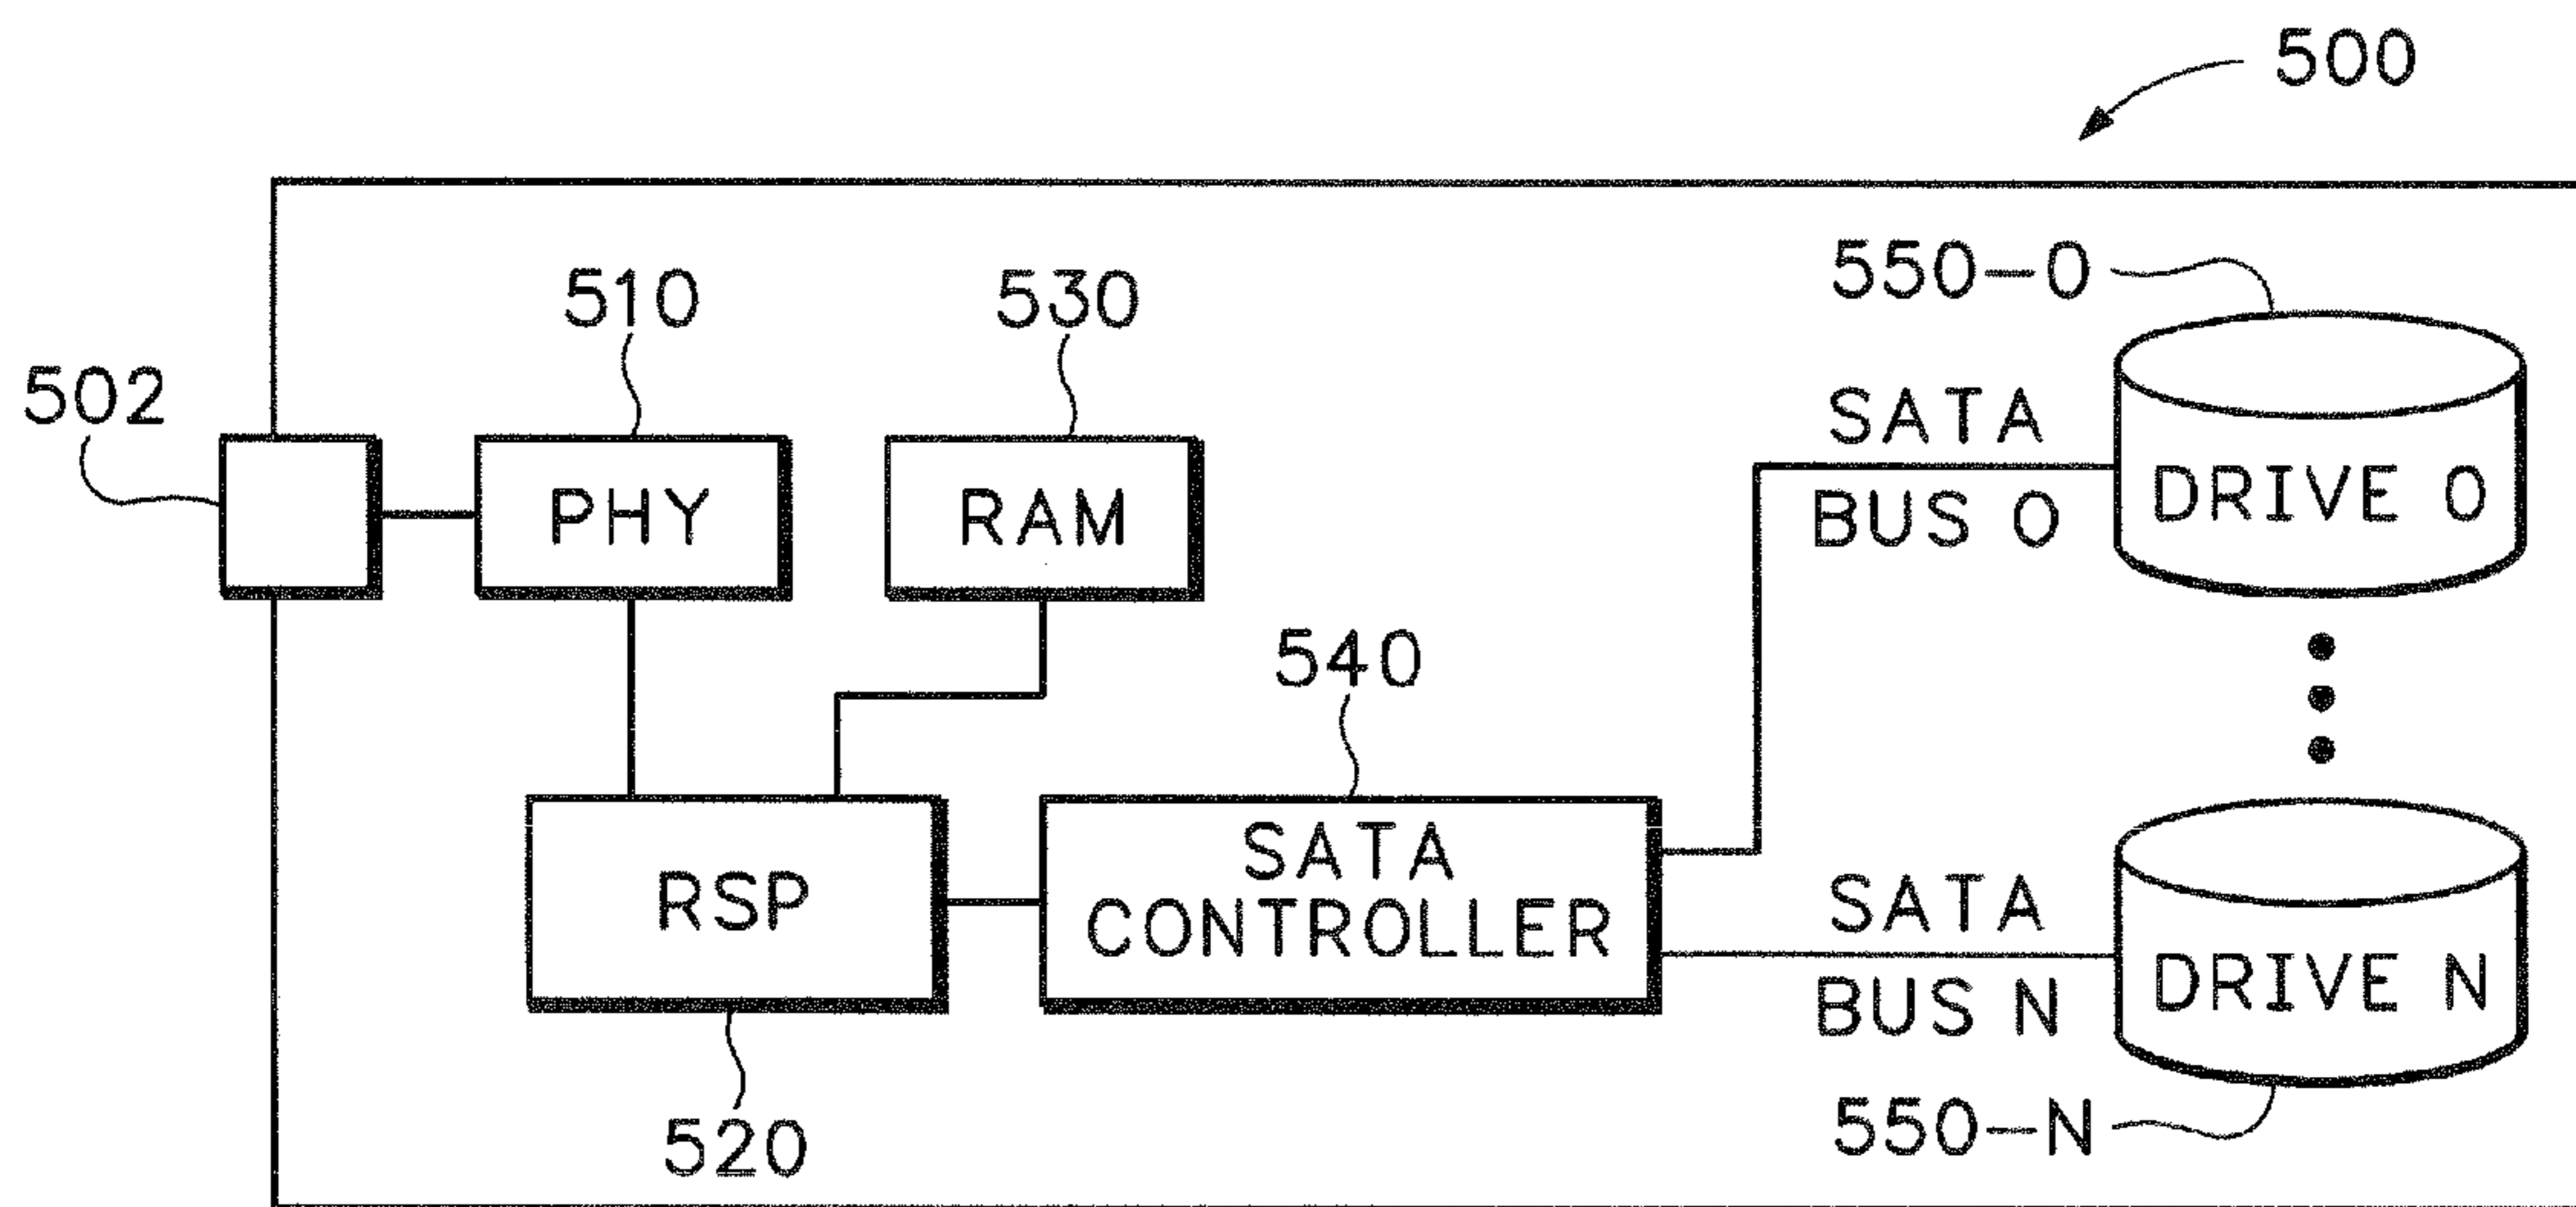 500
550-0
510
530
502
SATA
BUS 0
DRIVE 0
PHY
RAM
540
SATA
CONTROLLER
RSP
SATA
BUS N
DRIVE N
520
550-N